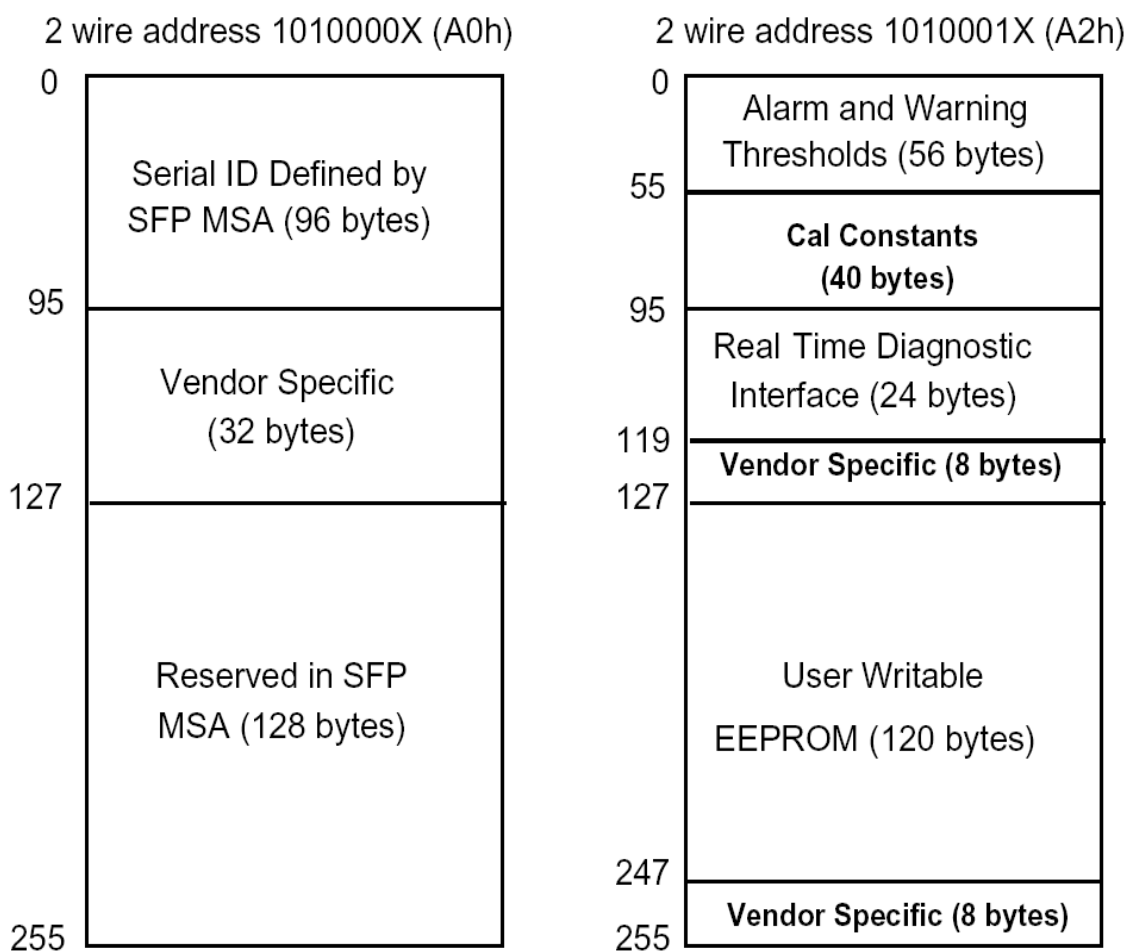 2 wire address 1010000X (A0h)
0
Serial ID Defined by
SFP MSA (96 bytes)
95
Vendor Specific
(32 bytes)
127
Reserved in SFP
MSA (128 bytes)
255
2 wire address 1010001X (A2h)
0
Alarm and Warning
Thresholds (56 bytes)
55
Cal Constants
(40 bytes)
95
Real Time Diagnostic
Interface (24 bytes)
119
Vendor Specific (8 bytes)
127
User Writable
EEPROM (120 bytes)
247
Vendor Specific (8 bytes)
255